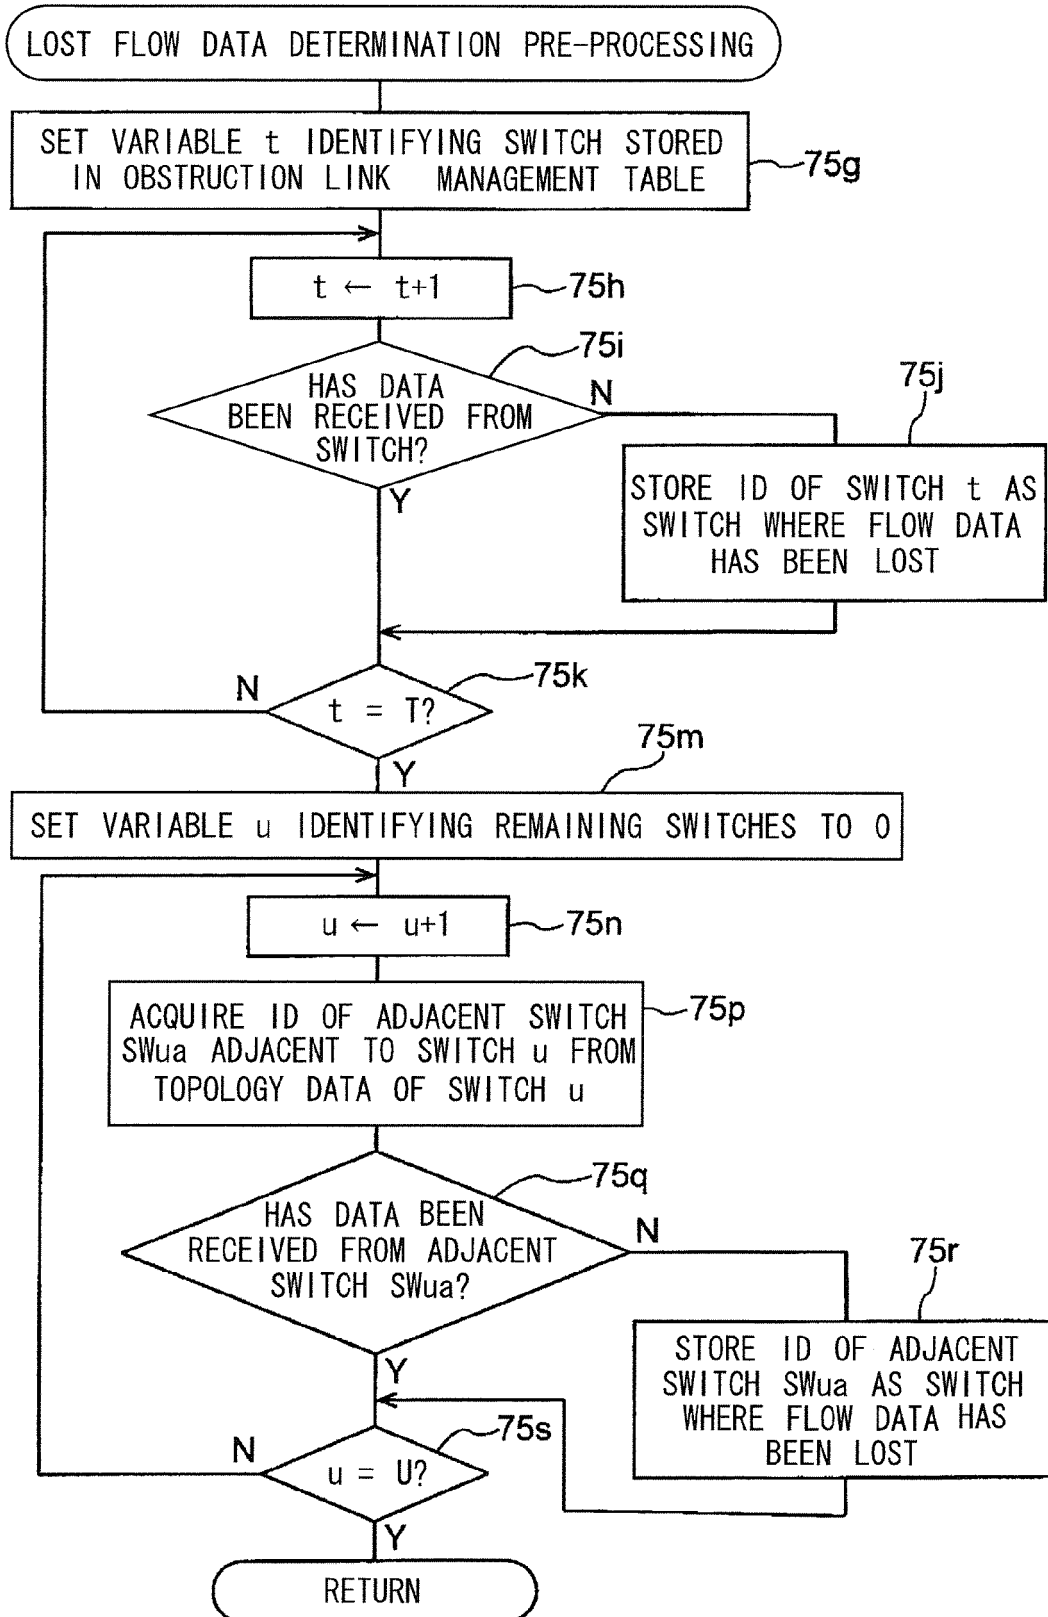 LOST FLOW DATA DETERMINATION PRE-PROCESSING
SET VARIABLE t IDENTIFYING SWITCH STORED
IN OBSTRUCTION LINK MANAGEMENT TABLE
75g
t ← t+1
75h
75i
HAS DATA
BEEN RECEIVED FROM
SWITCH?
N
Y
75j
STORE ID OF SWITCH t AS
SWITCH WHERE FLOW DATA
HAS BEEN LOST
75k
N
t = T?
Y
75m
SET VARIABLE u IDENTIFYING REMAINING SWITCHES TO 0
u ← u+1
75n
ACQUIRE ID OF ADJACENT SWITCH
SWua ADJACENT TO SWITCH u FROM
TOPOLOGY DATA OF SWITCH u
75p
75q
HAS DATA BEEN
RECEIVED FROM ADJACENT
SWITCH SWua?
N
Y
75r
STORE ID OF ADJACENT
SWITCH SWua AS SWITCH
WHERE FLOW DATA HAS
BEEN LOST
75s
N
u = U?
Y
RETURN